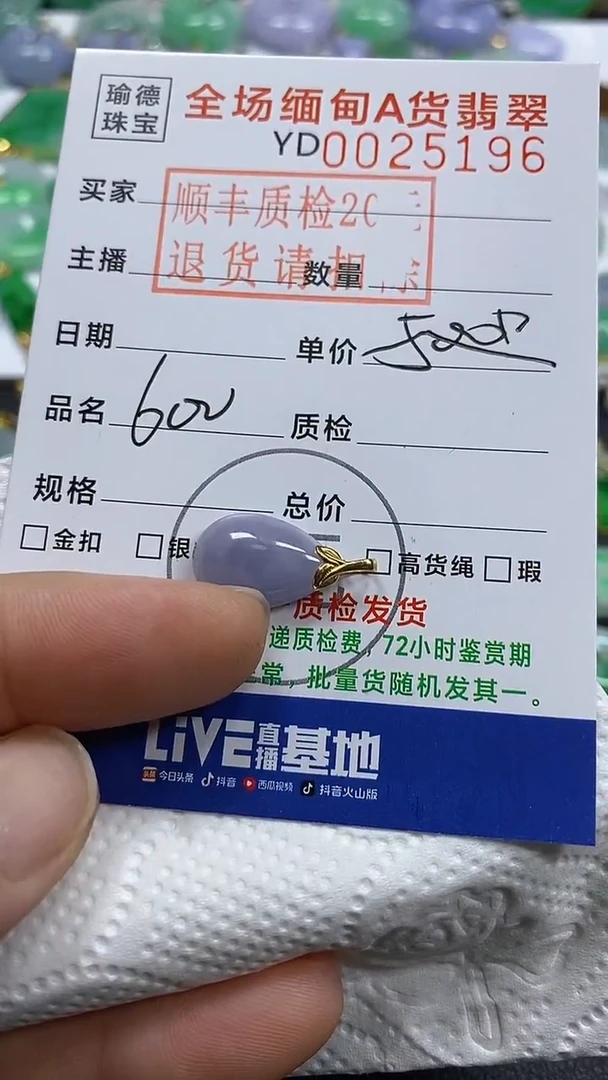 瑜德
珠宝
全场缅甸A货翡翠
YD0025196
买家
顺丰质检20
主播
退货请扣
数量
日期
单价
品名 600
质检
规格
总价
金扣 银 高货绳 瑕
质检发货
递质检费，72小时鉴赏期
常，批量货随机发其一。
LiVE直播基地
头条 今日头条 抖音 西瓜视频 抖音火山版